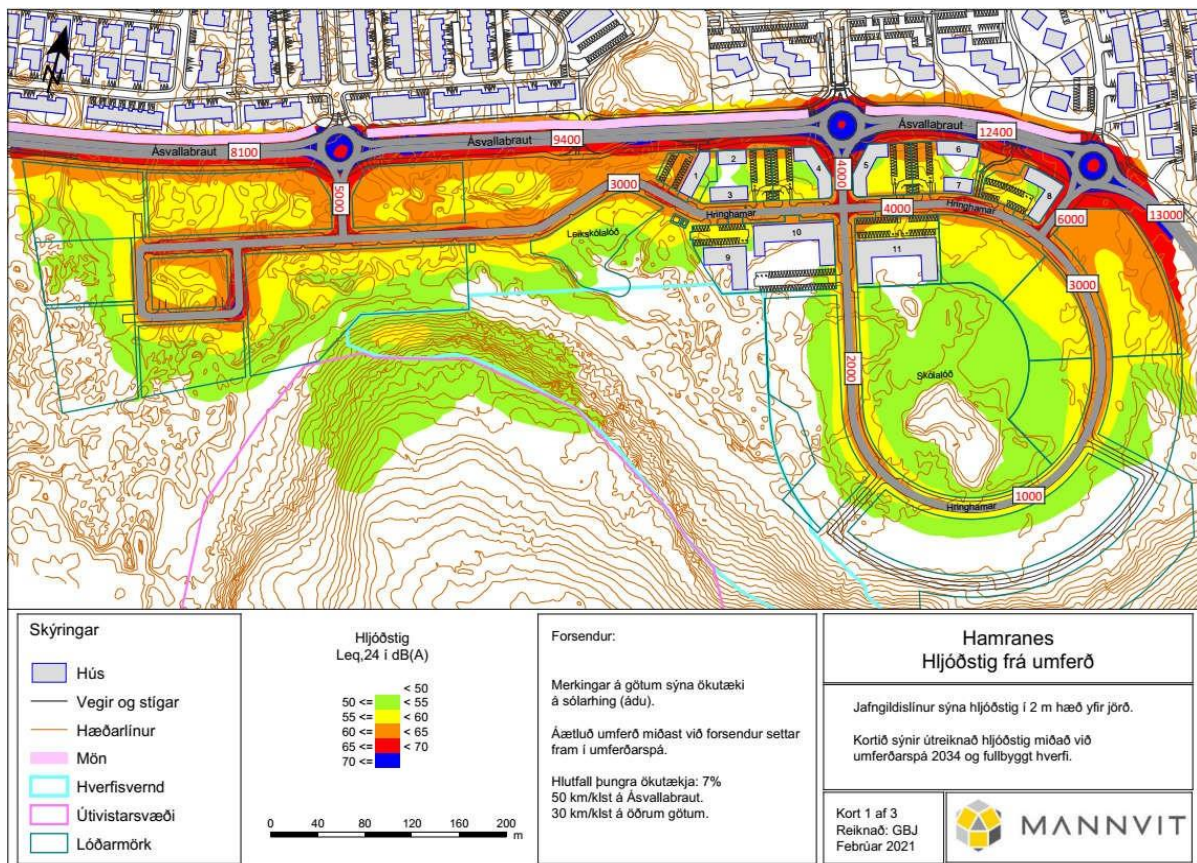 N
Ásvallabraut
8100
9400
Ásvallabraut
12400
13000
5000
3000
4000
4000
6000
3000
2000
1000
Hringhamar
Hringhamar
Hringhamar
Leikskólalóð
Skólalóð
1
2
3
4
5
6
7
8
9
10
11
Skýringar
Hús
Vegir og stígar
Hæðarlínur
Mön
Hverfisvernd
Útivistarsvæði
Lóðarmörk
Hljóðstig
Leq,24 í dB(A)
< 50
50 <= < 55
55 <= < 60
60 <= < 65
65 <= < 70
70 <=
0 40 80 120 160 200
m
Forsendur:
Merkingar á götum sýna ökutæki
á sólarhring (ádu).
Áætluð umferð miðast við forsendur settar
fram í umferðarspá.
Hlutfall þungra ökutækja: 7%
50 km/klst á Ásvallabraut.
30 km/klst á öðrum götum.
Hamranes
Hljóðstig frá umferð
Jafngildislínur sýna hljóðstig í 2 m hæð yfir jörð.
Kortið sýnir útreiknað hljóðstig miðað við
umferðarspá 2034 og fullbyggt hverfi.
Kort 1 af 3
Reiknað: GBJ
Febrúar 2021
MANNVIT